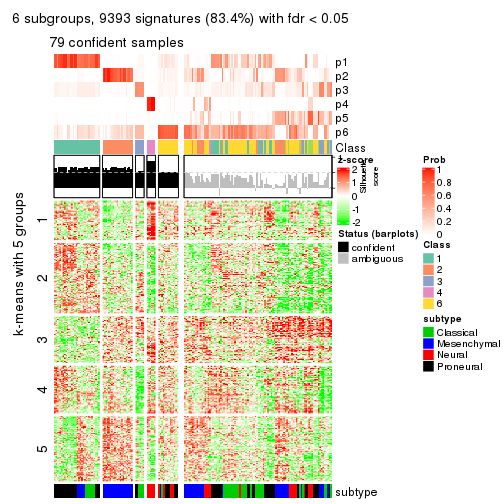 6 subgroups, 9393 signatures (83.4%) with fdr < 0.05
79 confident samples
p1
p2
p3
p4
p5
p6
Class
z-score
2
1
0
-1
-2
Silhouette
score
Prob
1
0.8
0.6
0.4
0.2
0
Status (barplots)
confident
ambiguous
Class
1
2
3
4
6
subtype
Classical
Mesenchymal
Neural
Proneural
k-means with 5 groups
1
2
3
4
5
subtype